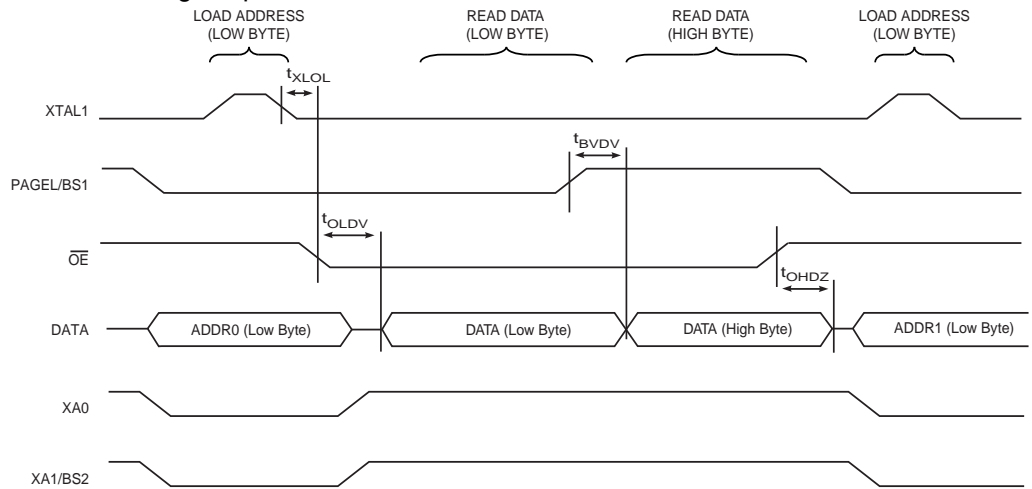 LOAD ADDRESS READ DATA READ DATA LOAD ADDRESS
(LOW BYTE) (LOW BYTE) (HIGH BYTE) (LOW BYTE)
tXLOL
XTAL1
tBVDV
PAGEL/BS1
tOLDV
OE
tOHDZ
DATA ADDR0 (Low Byte) DATA (Low Byte) DATA (High Byte) ADDR1 (Low Byte)
XA0
XA1/BS2